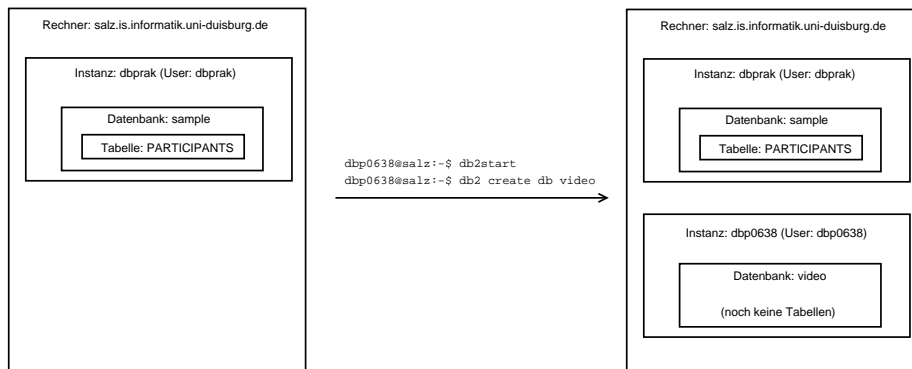 Rechner: salz.is.informatik.uni-duisburg.de
Instanz: dbprak (User: dbprak)
Datenbank: sample
Tabelle: PARTICIPANTS
dbp0638@salz:~$ db2start
dbp0638@salz:~$ db2 create db video
Rechner: salz.is.informatik.uni-duisburg.de
Instanz: dbprak (User: dbprak)
Datenbank: sample
Tabelle: PARTICIPANTS
Instanz: dbp0638 (User: dbp0638)
Datenbank: video
(noch keine Tabellen)